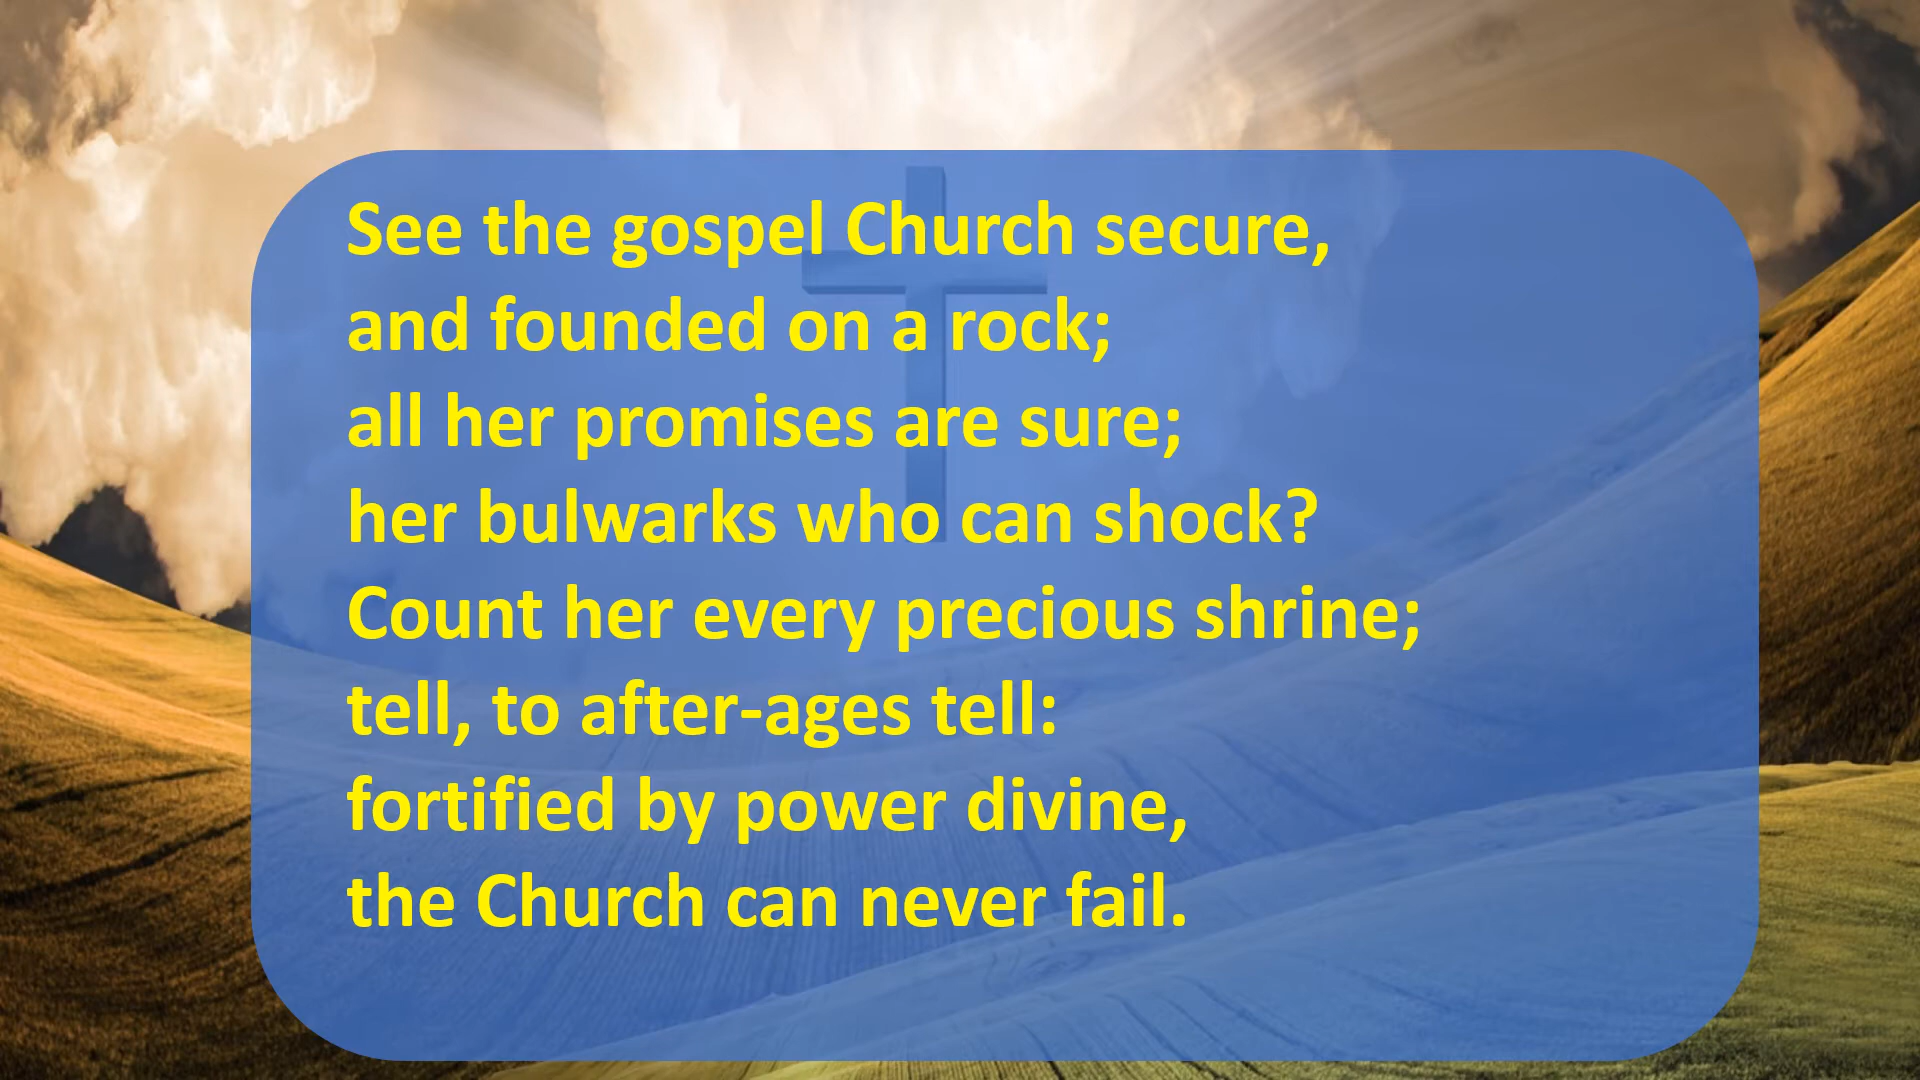 See the gospel Church secure,
and founded on a rock;
all her promises are sure;
her bulwarks who can shock?
Count her every precious shrine;
tell, to after-ages tell:
fortified by power divine,
the Church can never fail.